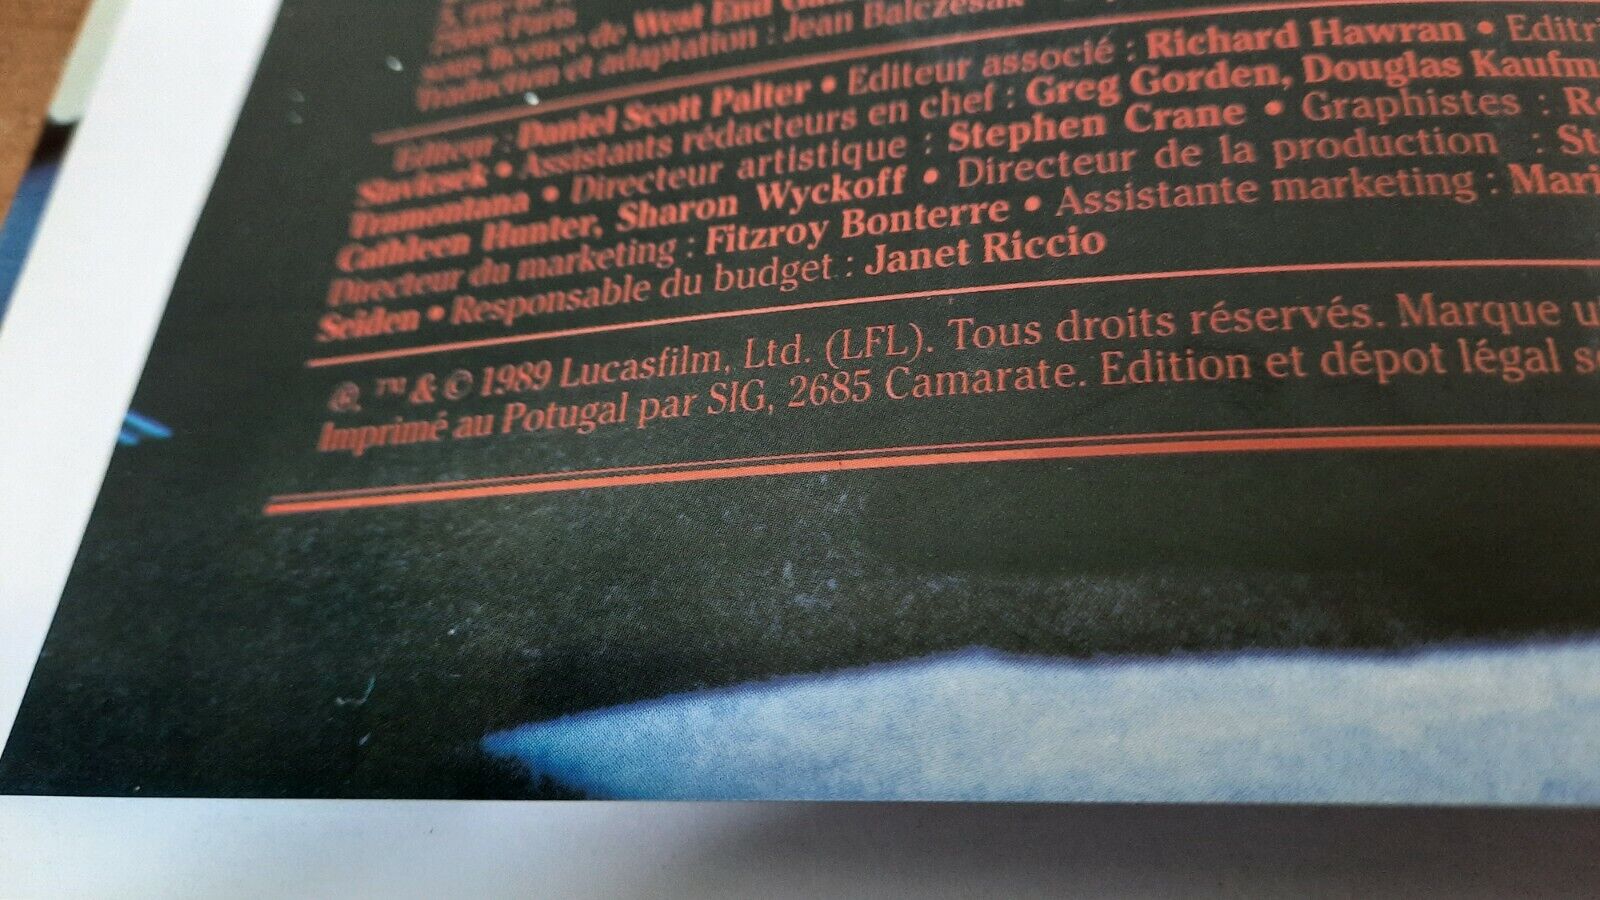 75008 Paris
sous licence de West End
Traduction et adaptation : Jean Balczesak
Editeur : Daniel Scott Palter • Editeur associé : Richard Hawran • Editri
Slavicsek • Assistants rédacteurs en chef : Greg Gorden, Douglas Kaufm
Tramontana • Directeur artistique : Stephen Crane • Graphistes : R
Cathleen Hunter, Sharon Wyckoff • Directeur de la production : St
Directeur du marketing : Fitzroy Bonterre • Assistante marketing : Mari
Seiden • Responsable du budget : Janet Riccio
®, ™ & © 1989 Lucasfilm, Ltd. (LFL). Tous droits réservés. Marque u
Imprimé au Potugal par SIG, 2685 Camarate. Edition et dépot légal s